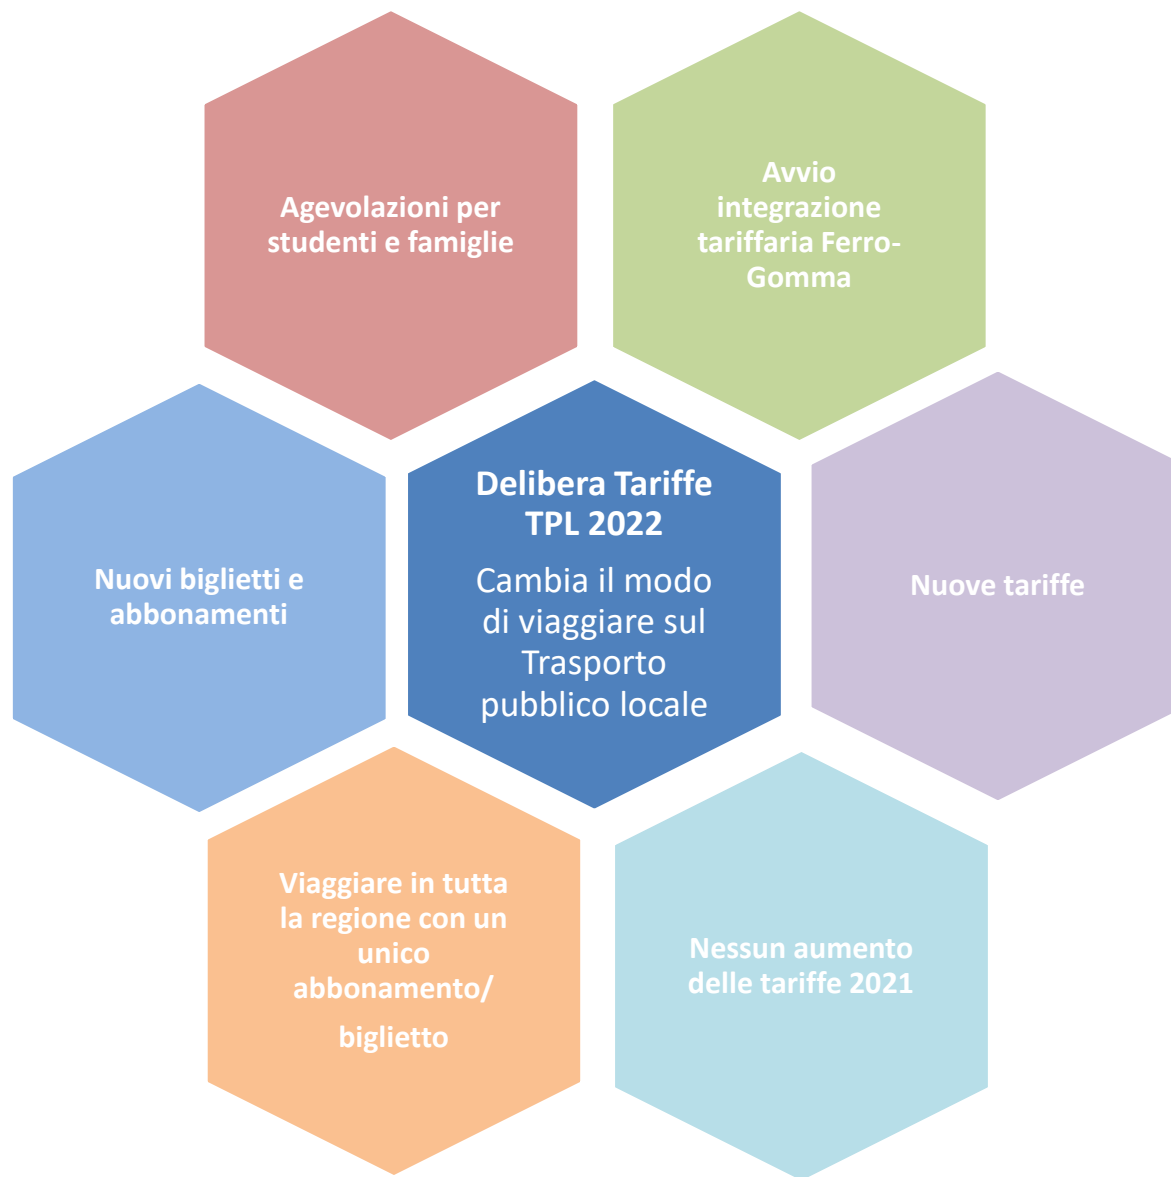 Agevolazioni per
studenti e famiglie
Avvio
integrazione
tariffaria Ferro-
Gomma
Nuovi biglietti e
abbonamenti
Delibera Tariffe
TPL 2022
Cambia il modo
di viaggiare sul
Trasporto
pubblico locale
Nuove tariffe
Viaggiare in tutta
la regione con un
unico
abbonamento/
biglietto
Nessun aumento
delle tariffe 2021